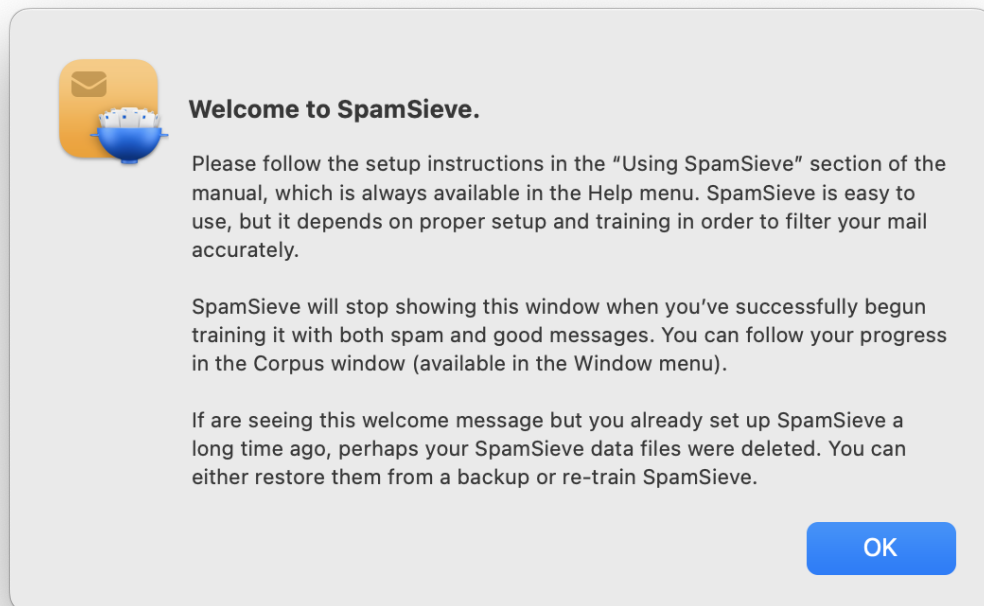 Welcome to SpamSieve.
Please follow the setup instructions in the “Using SpamSieve” section of the
manual, which is always available in the Help menu. SpamSieve is easy to
use, but it depends on proper setup and training in order to filter your mail
accurately.
SpamSieve will stop showing this window when you’ve successfully begun
training it with both spam and good messages. You can follow your progress
in the Corpus window (available in the Window menu).
If are seeing this welcome message but you already set up SpamSieve a
long time ago, perhaps your SpamSieve data files were deleted. You can
either restore them from a backup or re-train SpamSieve.
OK